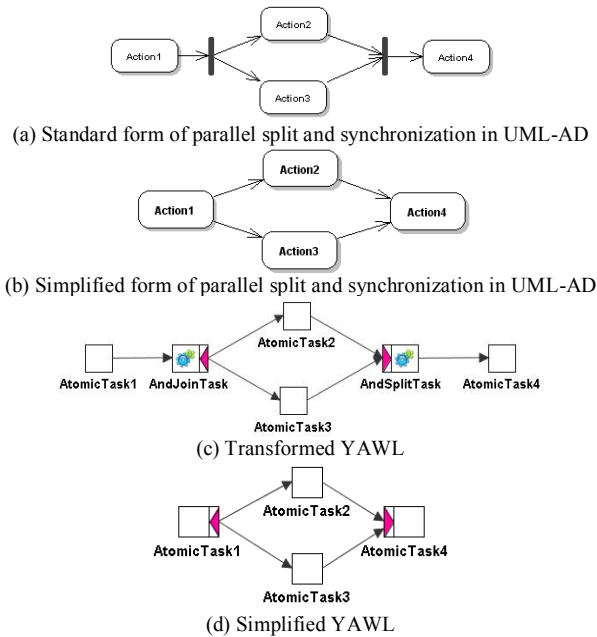 Action2
Action1
Action4
Action3
(a) Standard form of parallel split and synchronization in UML-AD
Action2
Action1
Action4
Action3
(b) Simplified form of parallel split and synchronization in UML-AD
AtomicTask2
AtomicTask1 AndJoinTask AndSplitTask AtomicTask4
AtomicTask3
(c) Transformed YAWL
AtomicTask2
AtomicTask1 AtomicTask4
AtomicTask3
(d) Simplified YAWL